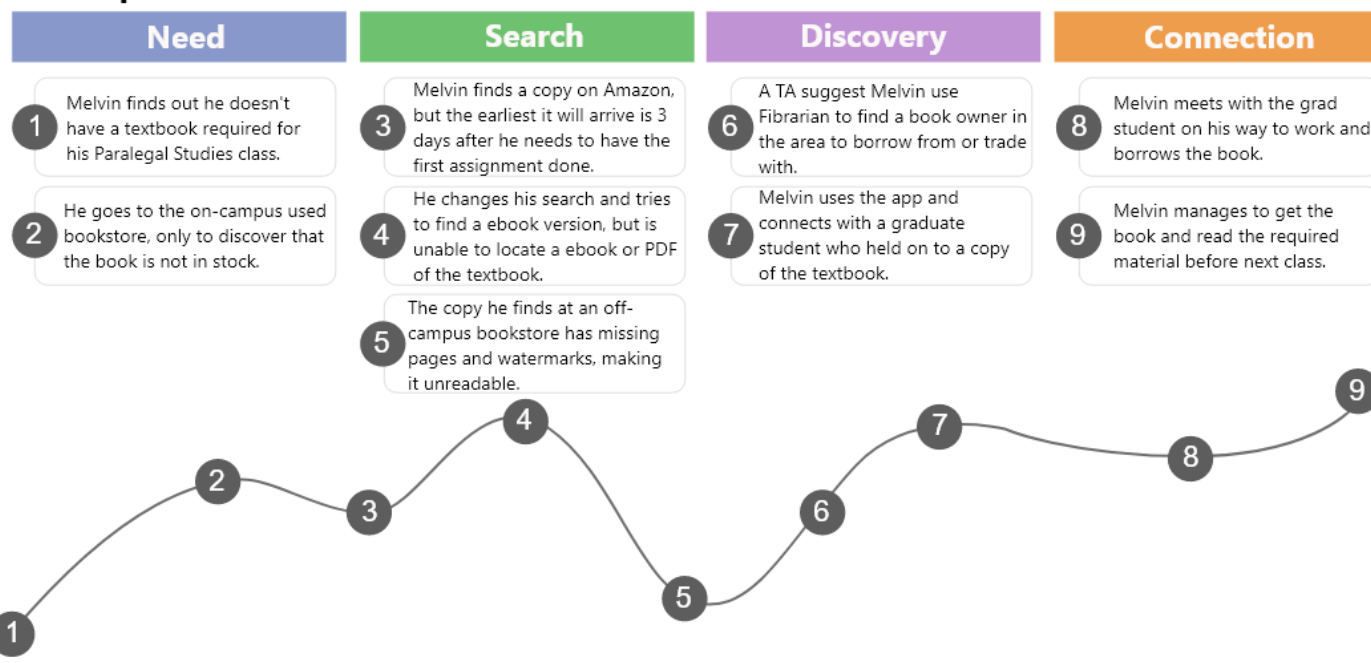 Need
Search
Discovery
Connection
1
Melvin finds out he doesn't
have a textbook required for
his Paralegal Studies class.
2
He goes to the on-campus used
bookstore, only to discover that
the book is not in stock.
3
Melvin finds a copy on Amazon,
but the earliest it will arrive is 3
days after he needs to have the
first assignment done.
4
He changes his search and tries
to find a ebook version, but is
unable to locate a ebook or PDF
of the textbook.
5
The copy he finds at an off-
campus bookstore has missing
pages and watermarks, making
it unreadable.
6
A TA suggest Melvin use
Fibrarian to find a book owner in
the area to borrow from or trade
with.
7
Melvin uses the app and
connects with a graduate
student who held on to a copy
of the textbook.
8
Melvin meets with the grad
student on his way to work and
borrows the book.
9
Melvin manages to get the
book and read the required
material before next class.
1
2
3
4
5
6
7
8
9